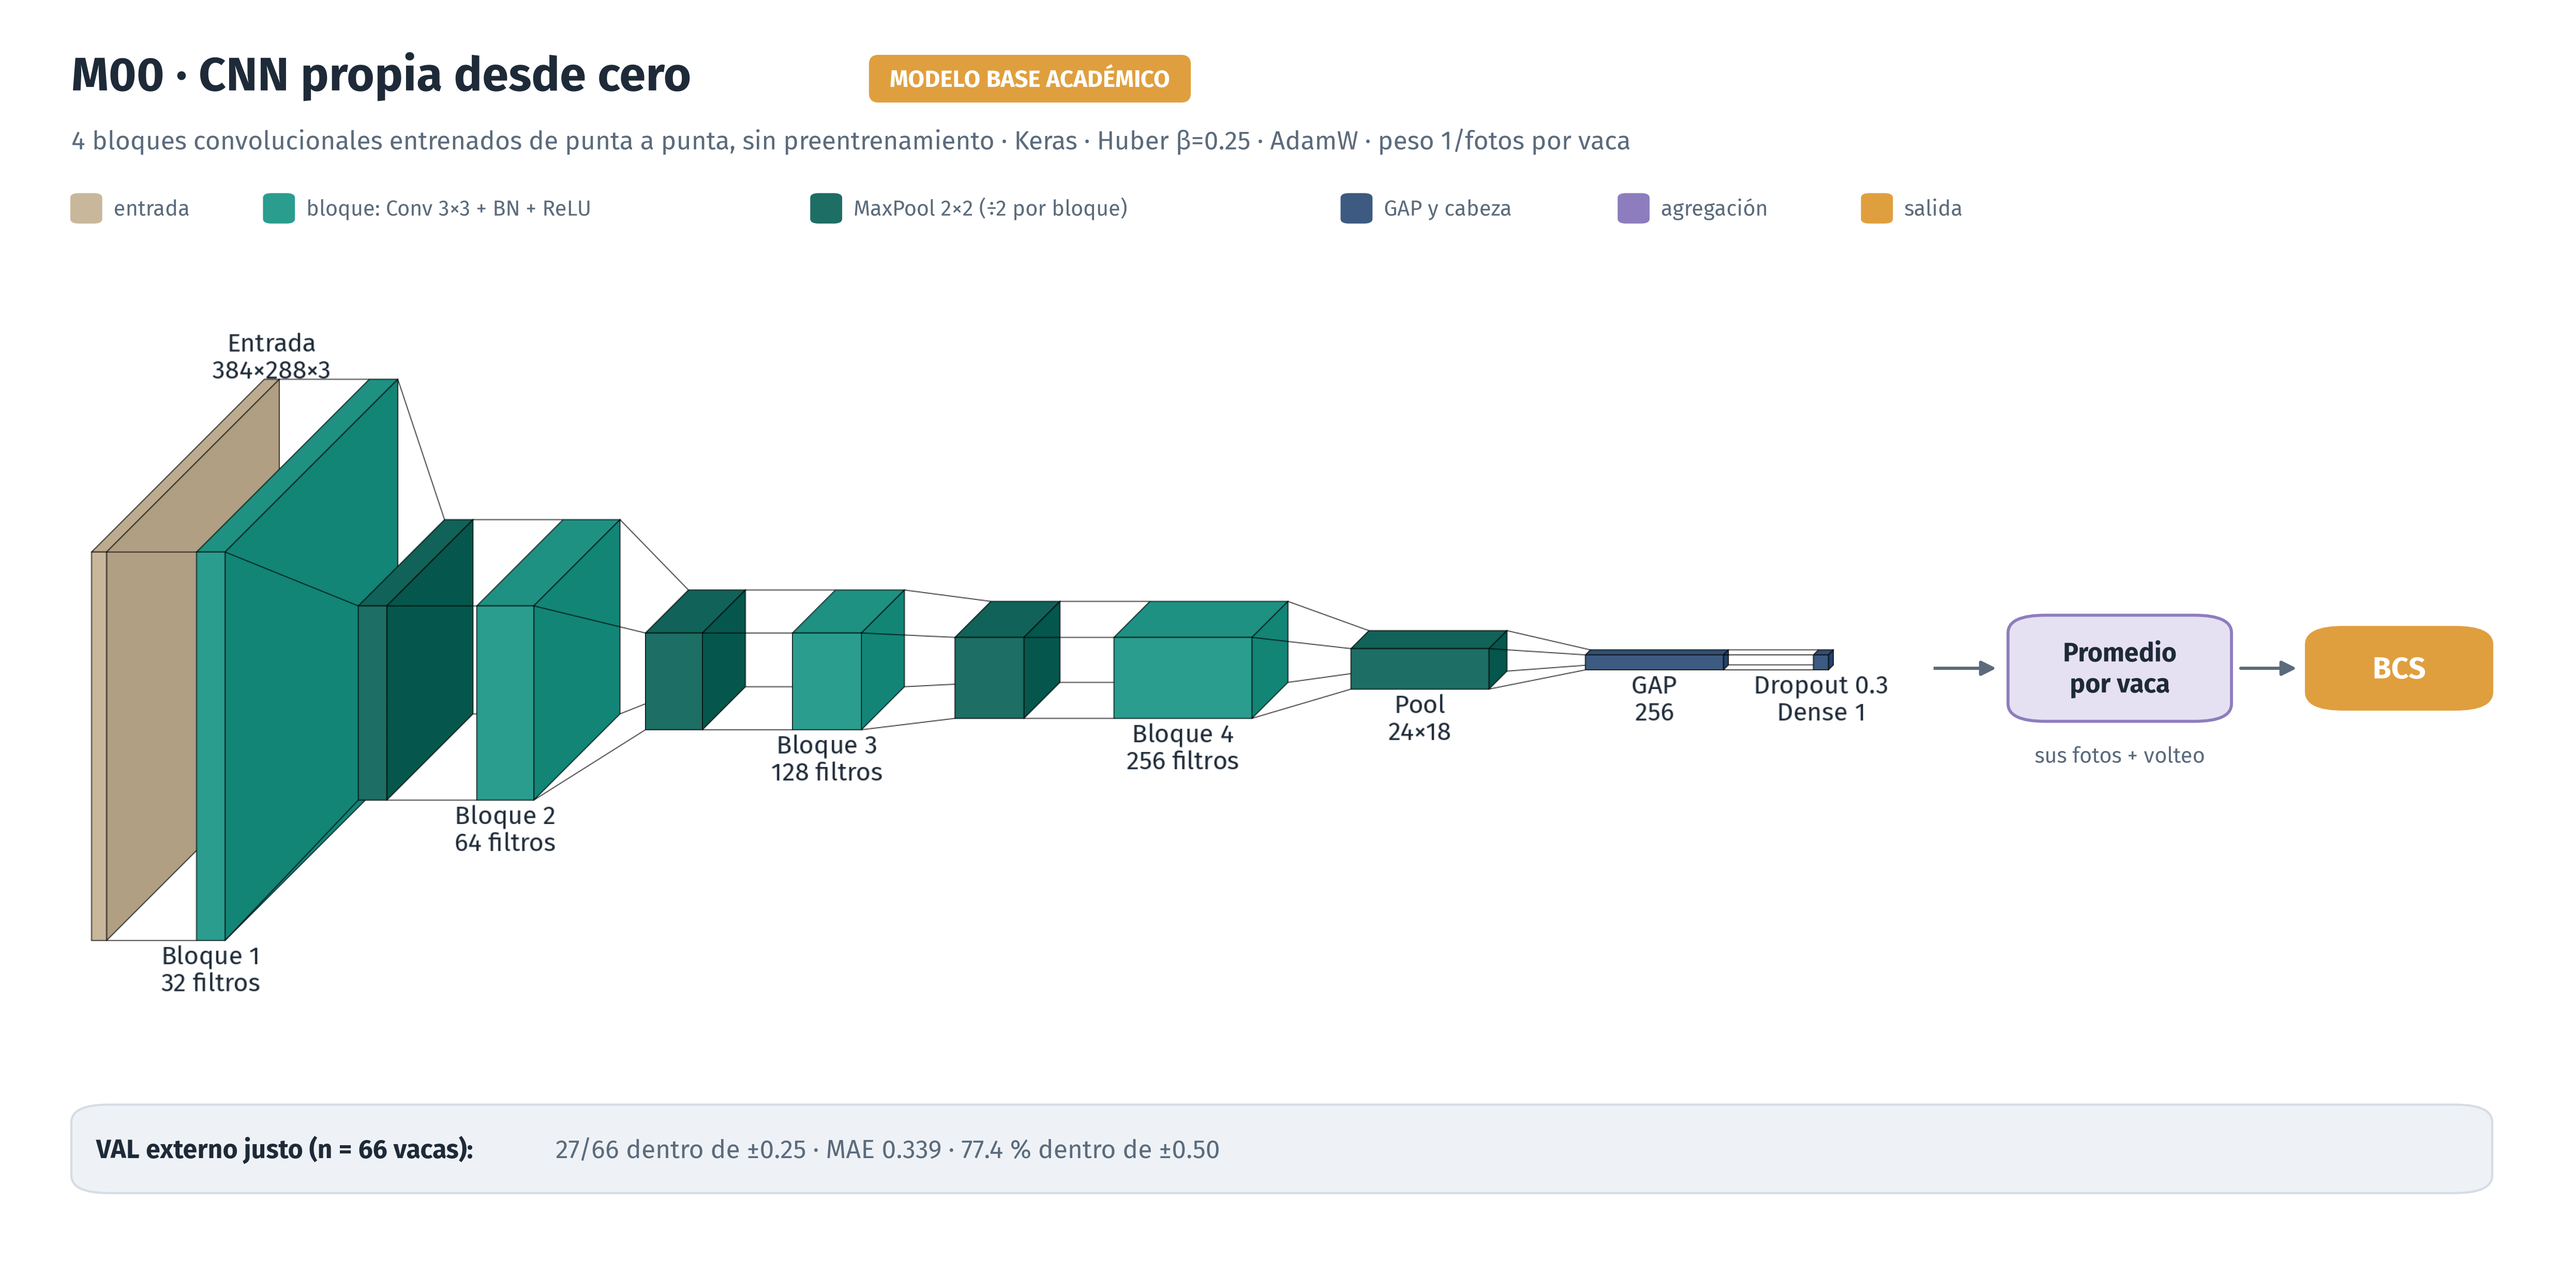 M00 · CNN propia desde cero
MODELO BASE ACADÉMICO
4 bloques convolucionales entrenados de punta a punta, sin preentrenamiento · Keras · Huber β=0.25 · AdamW · peso 1/fotos por vaca
entrada
bloque: Conv 3×3 + BN + ReLU
MaxPool 2×2 (÷2 por bloque)
GAP y cabeza
agregación
salida
Entrada
384×288×3
Bloque 1
32 filtros
Bloque 2
64 filtros
Bloque 3
128 filtros
Bloque 4
256 filtros
Pool
24×18
GAP
256
Dropout 0.3
Dense 1
Promedio
por vaca
sus fotos + volteo
BCS
VAL externo justo (n = 66 vacas): 27/66 dentro de ±0.25 · MAE 0.339 · 77.4 % dentro de ±0.50